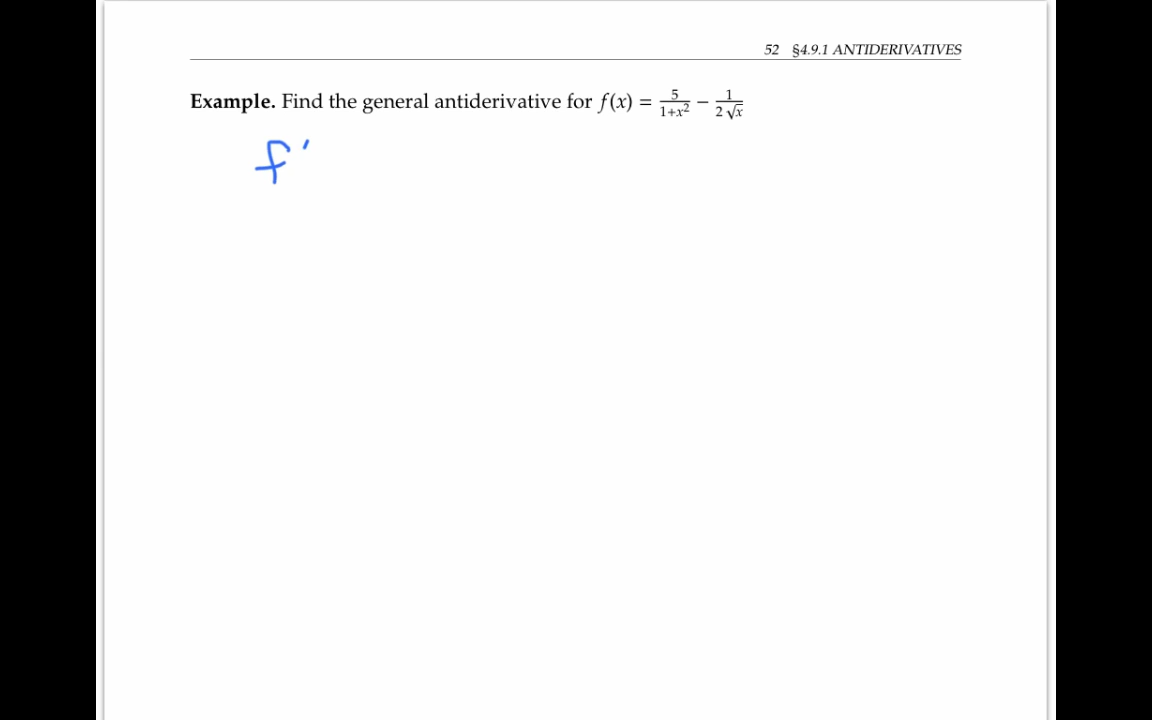 52 §4.9.1 ANTIDERIVATIVES
Example. Find the general antiderivative for f(x) = 5/(1+x²) − 1/(2√x)
f'